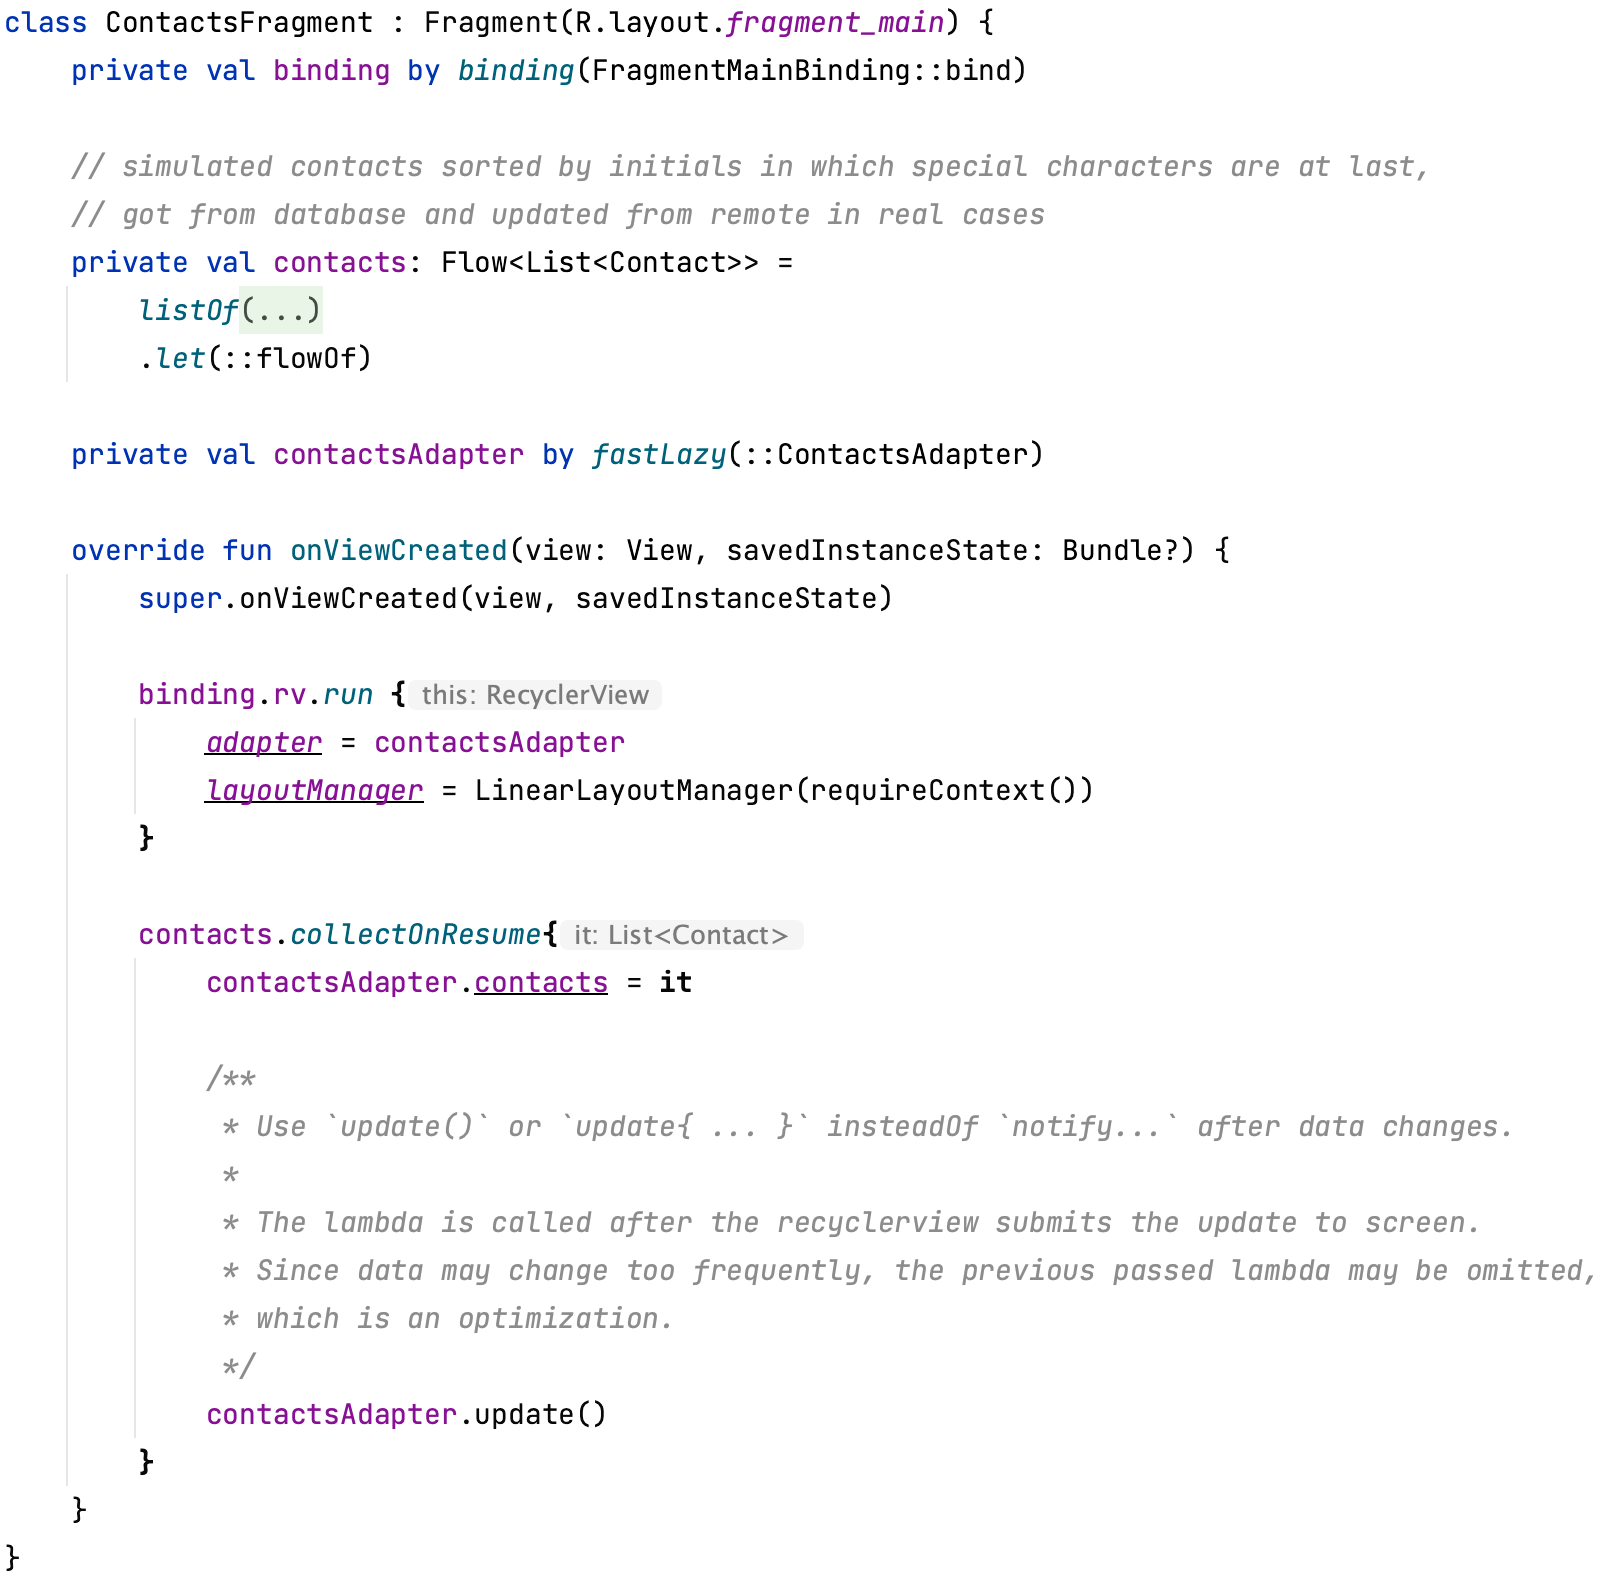 class ContactsFragment : Fragment(R.layout.fragment_main) {
    private val binding by binding(FragmentMainBinding::bind)

    // simulated contacts sorted by initials in which special characters are at last,
    // got from database and updated from remote in real cases
    private val contacts: Flow<List<Contact>> =
        listOf(...)
        .let(::flowOf)

    private val contactsAdapter by fastLazy(::ContactsAdapter)

    override fun onViewCreated(view: View, savedInstanceState: Bundle?) {
        super.onViewCreated(view, savedInstanceState)

        binding.rv.run { this: RecyclerView
            adapter = contactsAdapter
            layoutManager = LinearLayoutManager(requireContext())
        }

        contacts.collectOnResume{ it: List<Contact>
            contactsAdapter.contacts = it

            /**
             * Use `update()` or `update{ ... }` insteadOf `notify...` after data changes.
             *
             * The lambda is called after the recyclerview submits the update to screen.
             * Since data may change too frequently, the previous passed lambda may be omitted,
             * which is an optimization.
             */
            contactsAdapter.update()
        }
    }
}